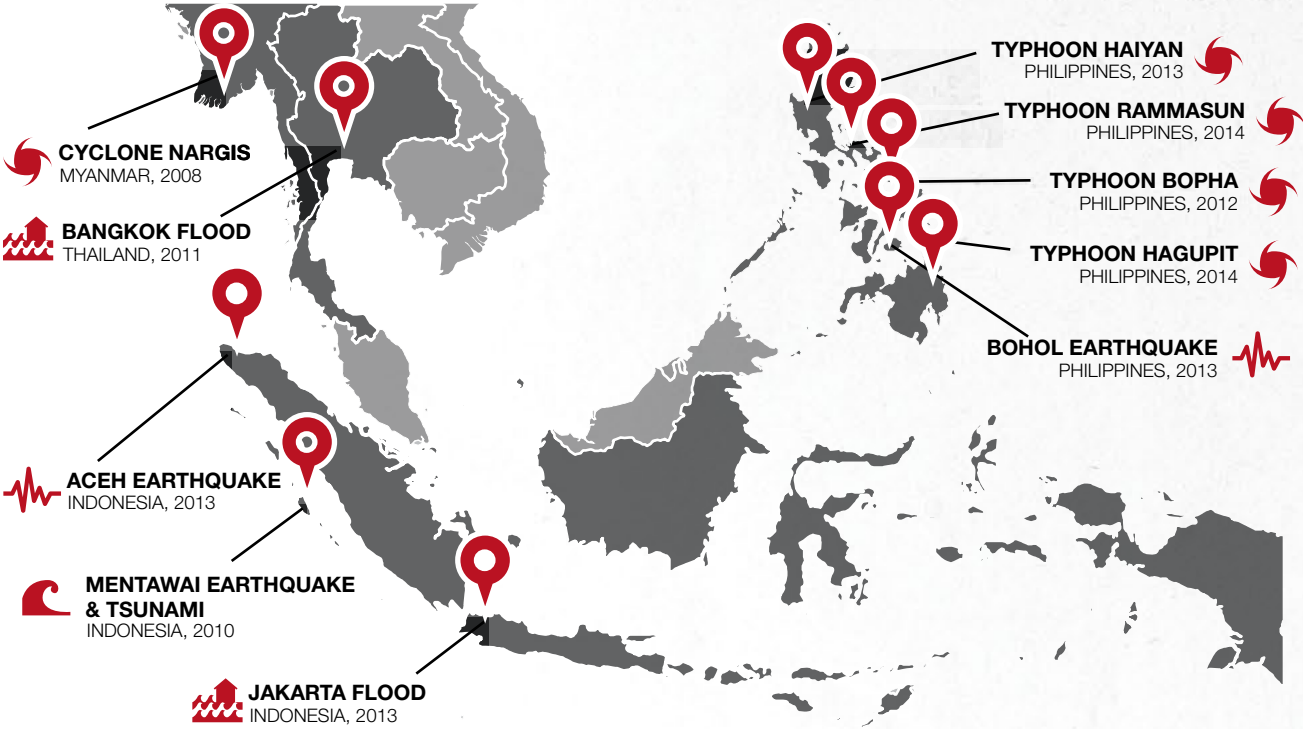 TYPHOON HAIYAN
PHILIPPINES, 2013
TYPHOON RAMMASUN
PHILIPPINES, 2014
TYPHOON BOPHA
PHILIPPINES, 2012
TYPHOON HAGUPIT
PHILIPPINES, 2014
BOHOL EARTHQUAKE
PHILIPPINES, 2013
CYCLONE NARGIS
MYANMAR, 2008
BANGKOK FLOOD
THAILAND, 2011
ACEH EARTHQUAKE
INDONESIA, 2013
MENTAWAI EARTHQUAKE
& TSUNAMI
INDONESIA, 2010
JAKARTA FLOOD
INDONESIA, 2013